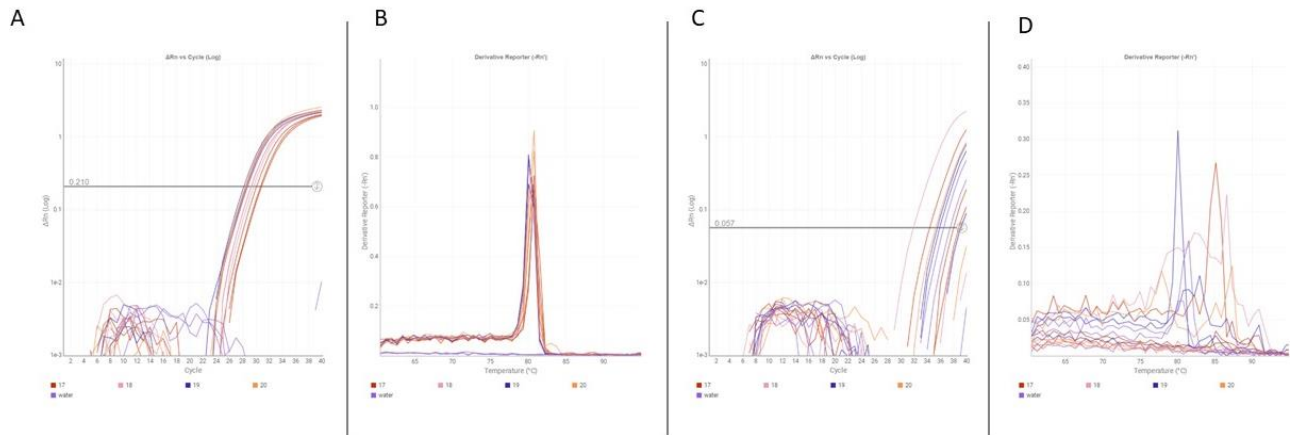 A
ΔRn vs Cycle (Log)
10
1
0.1
1e-2
1e-3
0.210
ΔRn (Log)
2 4 6 8 10 12 14 16 18 20 22 24 26 28 30 32 34 36 38 40
Cycle
17 18 19 20
water
B
Derivative Reporter (-Rn')
1.0
0.8
0.6
0.4
0.2
Derivative Reporter (-Rn')
65 70 75 80 85 90
Temperature (°C)
17 18 19 20
water
C
ΔRn vs Cycle (Log)
10
1
0.1
1e-2
1e-3
0.057
ΔRn (Log)
2 4 6 8 10 12 14 16 18 20 22 24 26 28 30 32 34 36 38 40
Cycle
17 18 19 20
water
D
Derivative Reporter (-Rn')
0.40
0.35
0.30
0.25
0.20
0.15
0.10
0.05
Derivative Reporter (-Rn')
65 70 75 80 85 90
Temperature (°C)
17 18 19 20
water